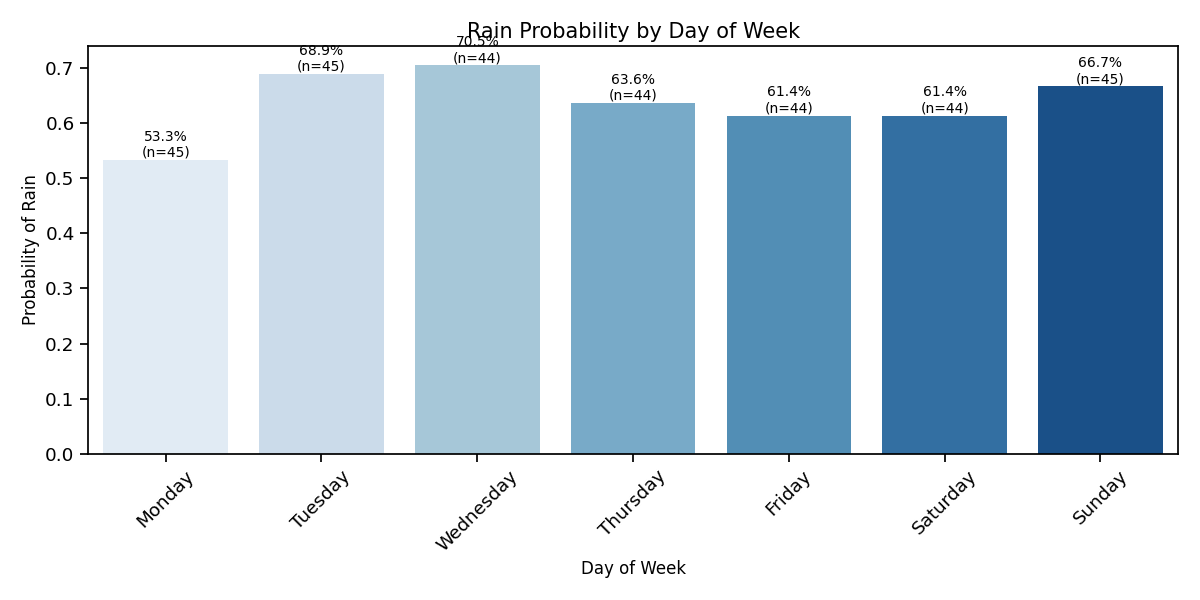 Rain Probability by Day of Week
70.5%
(n=44)
68.9%
(n=45)
66.7%
(n=45)
63.6%
(n=44)
61.4%
(n=44)
61.4%
(n=44)
53.3%
(n=45)
Probability of Rain
0.7
0.6
0.5
0.4
0.3
0.2
0.1
0.0
Monday
Tuesday
Wednesday
Thursday
Friday
Saturday
Sunday
Day of Week